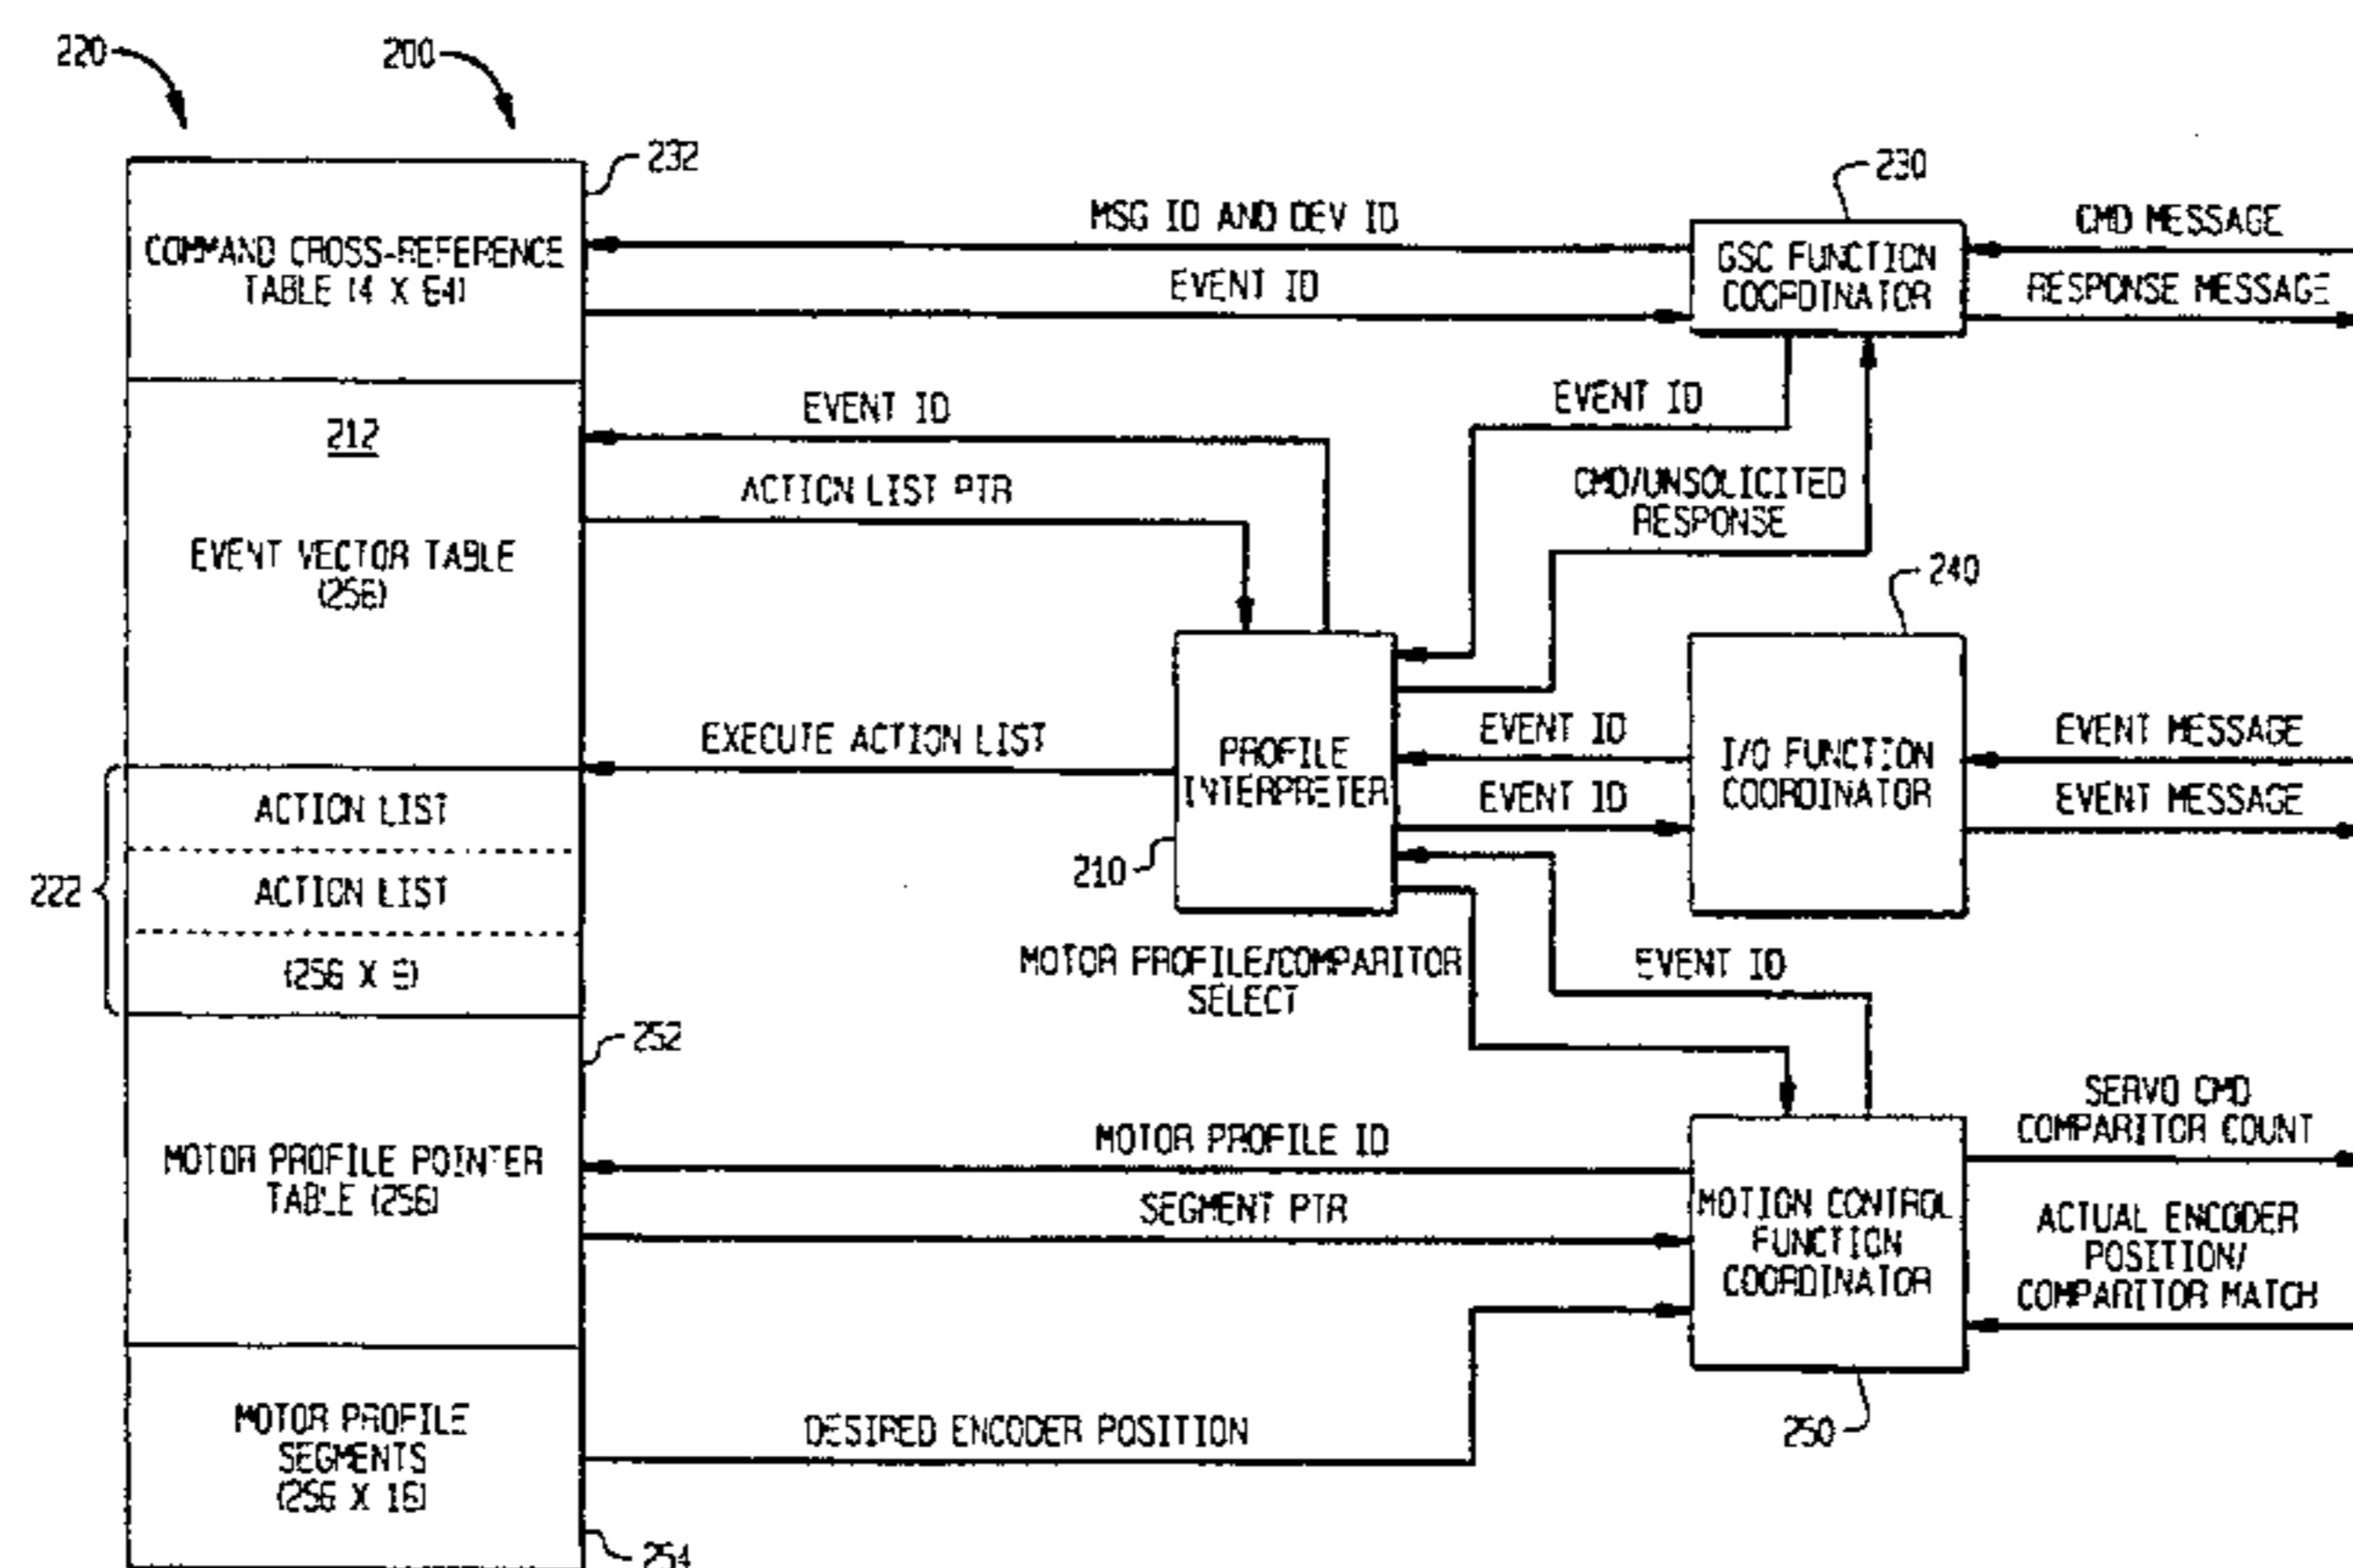 220
200
232
COMMAND CROSS-REFERENCE
TABLE (4 X 64)
MSG ID AND DEV ID
EVENT ID
230
GSC FUNCTION
COORDINATOR
CMD MESSAGE
RESPONSE MESSAGE
212
EVENT VECTOR TABLE
(256)
EVENT ID
ACTION LIST PTR
EVENT ID
CMD/UNSOLICITED
RESPONSE
240
EXECUTE ACTION LIST
PROFILE
INTERPRETER
210
EVENT ID
EVENT ID
I/O FUNCTION
COORDINATOR
EVENT MESSAGE
EVENT MESSAGE
222
ACTION LIST
ACTION LIST
(256 X
MOTOR PROFILE/COMPARITOR
SELECT
EVENT ID
252
MOTOR PROFILE POINTER
TABLE (256)
MOTOR PROFILE ID
SEGMENT PTR
MOTION CONTROL
FUNCTION
COORDINATOR
SERVO CMD
COMPARITOR COUNT
ACTUAL ENCODER
POSITION/
COMPARITOR MATCH
250
MOTOR PROFILE
SEGMENTS
(256 X 16)
DESIRED ENCODER POSITION
254